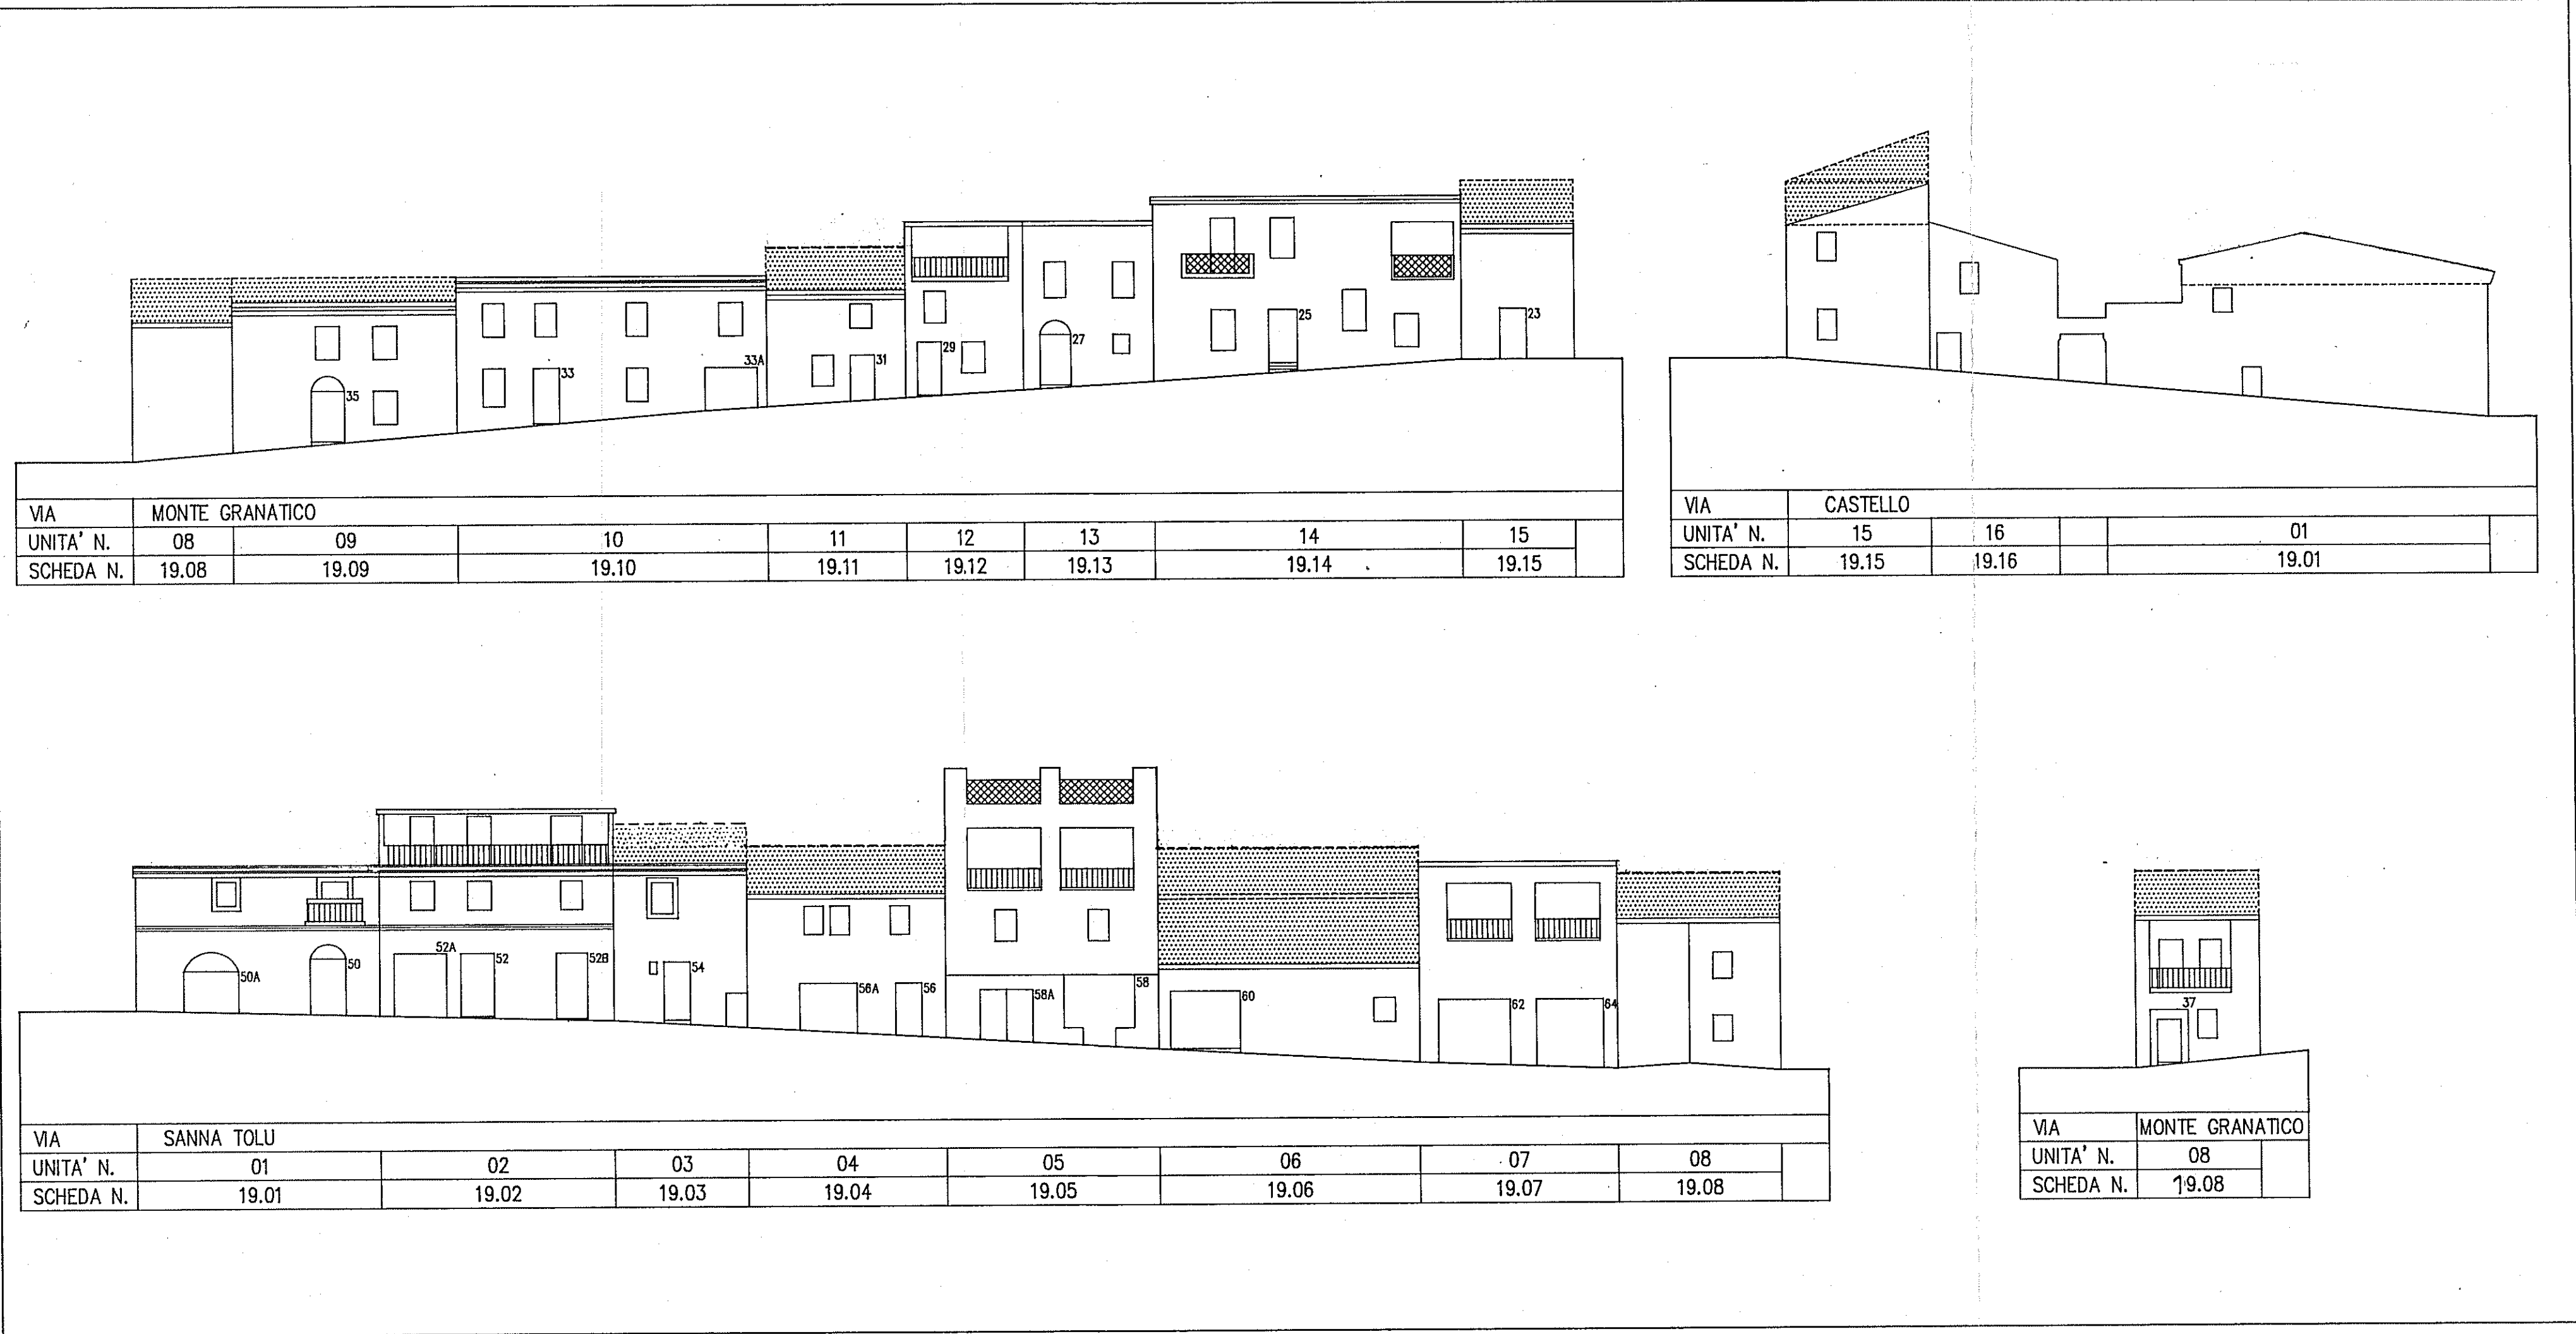 35
33
33A
31
29
27
25
23
VIA MONTE GRANATICO
UNITA' N. 08 09 10 11 12 13 14 15
SCHEDA N. 19.08 19.09 19.10 19.11 19.12 19.13 19.14 19.15
VIA CASTELLO
UNITA' N. 15 16 01
SCHEDA N. 19.15 19.16 19.01
50A
50
52A
52
52B
54
56A
56
58A
58
60
62
64
VIA SANNA TOLU
UNITA' N. 01 02 03 04 05 06 07 08
SCHEDA N. 19.01 19.02 19.03 19.04 19.05 19.06 19.07 19.08
37
VIA MONTE GRANATICO
UNITA' N. 08
SCHEDA N. 19.08